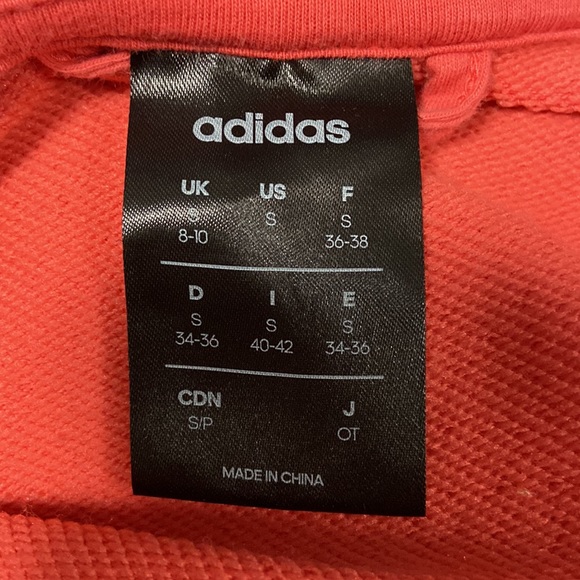 adidas
UK US F
S S S
8-10 36-38
D I E
S S S
34-36 40-42 34-36
CDN J
S/P OT
MADE IN CHINA